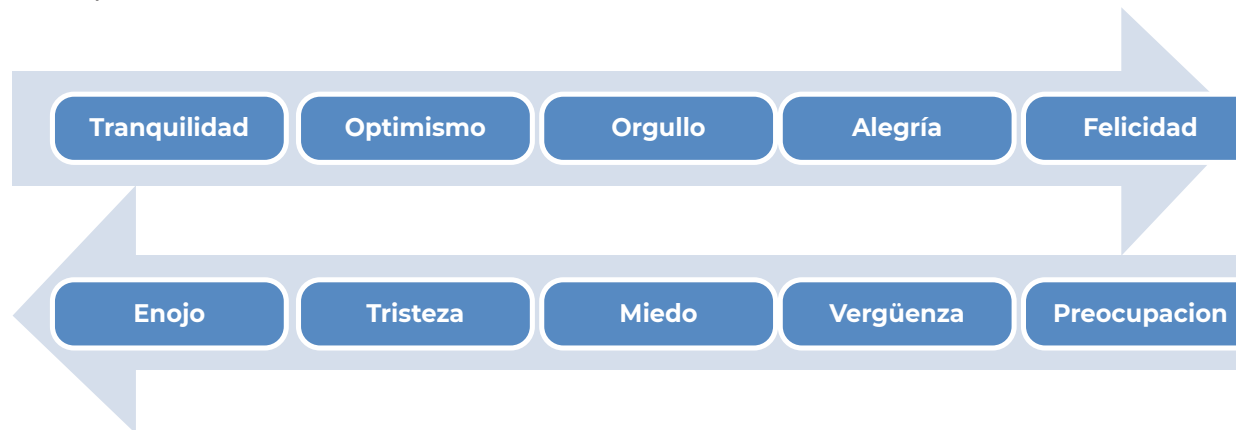 Tranquilidad Optimismo Orgullo Alegría Felicidad
Enojo Tristeza Miedo Vergüenza Preocupacion